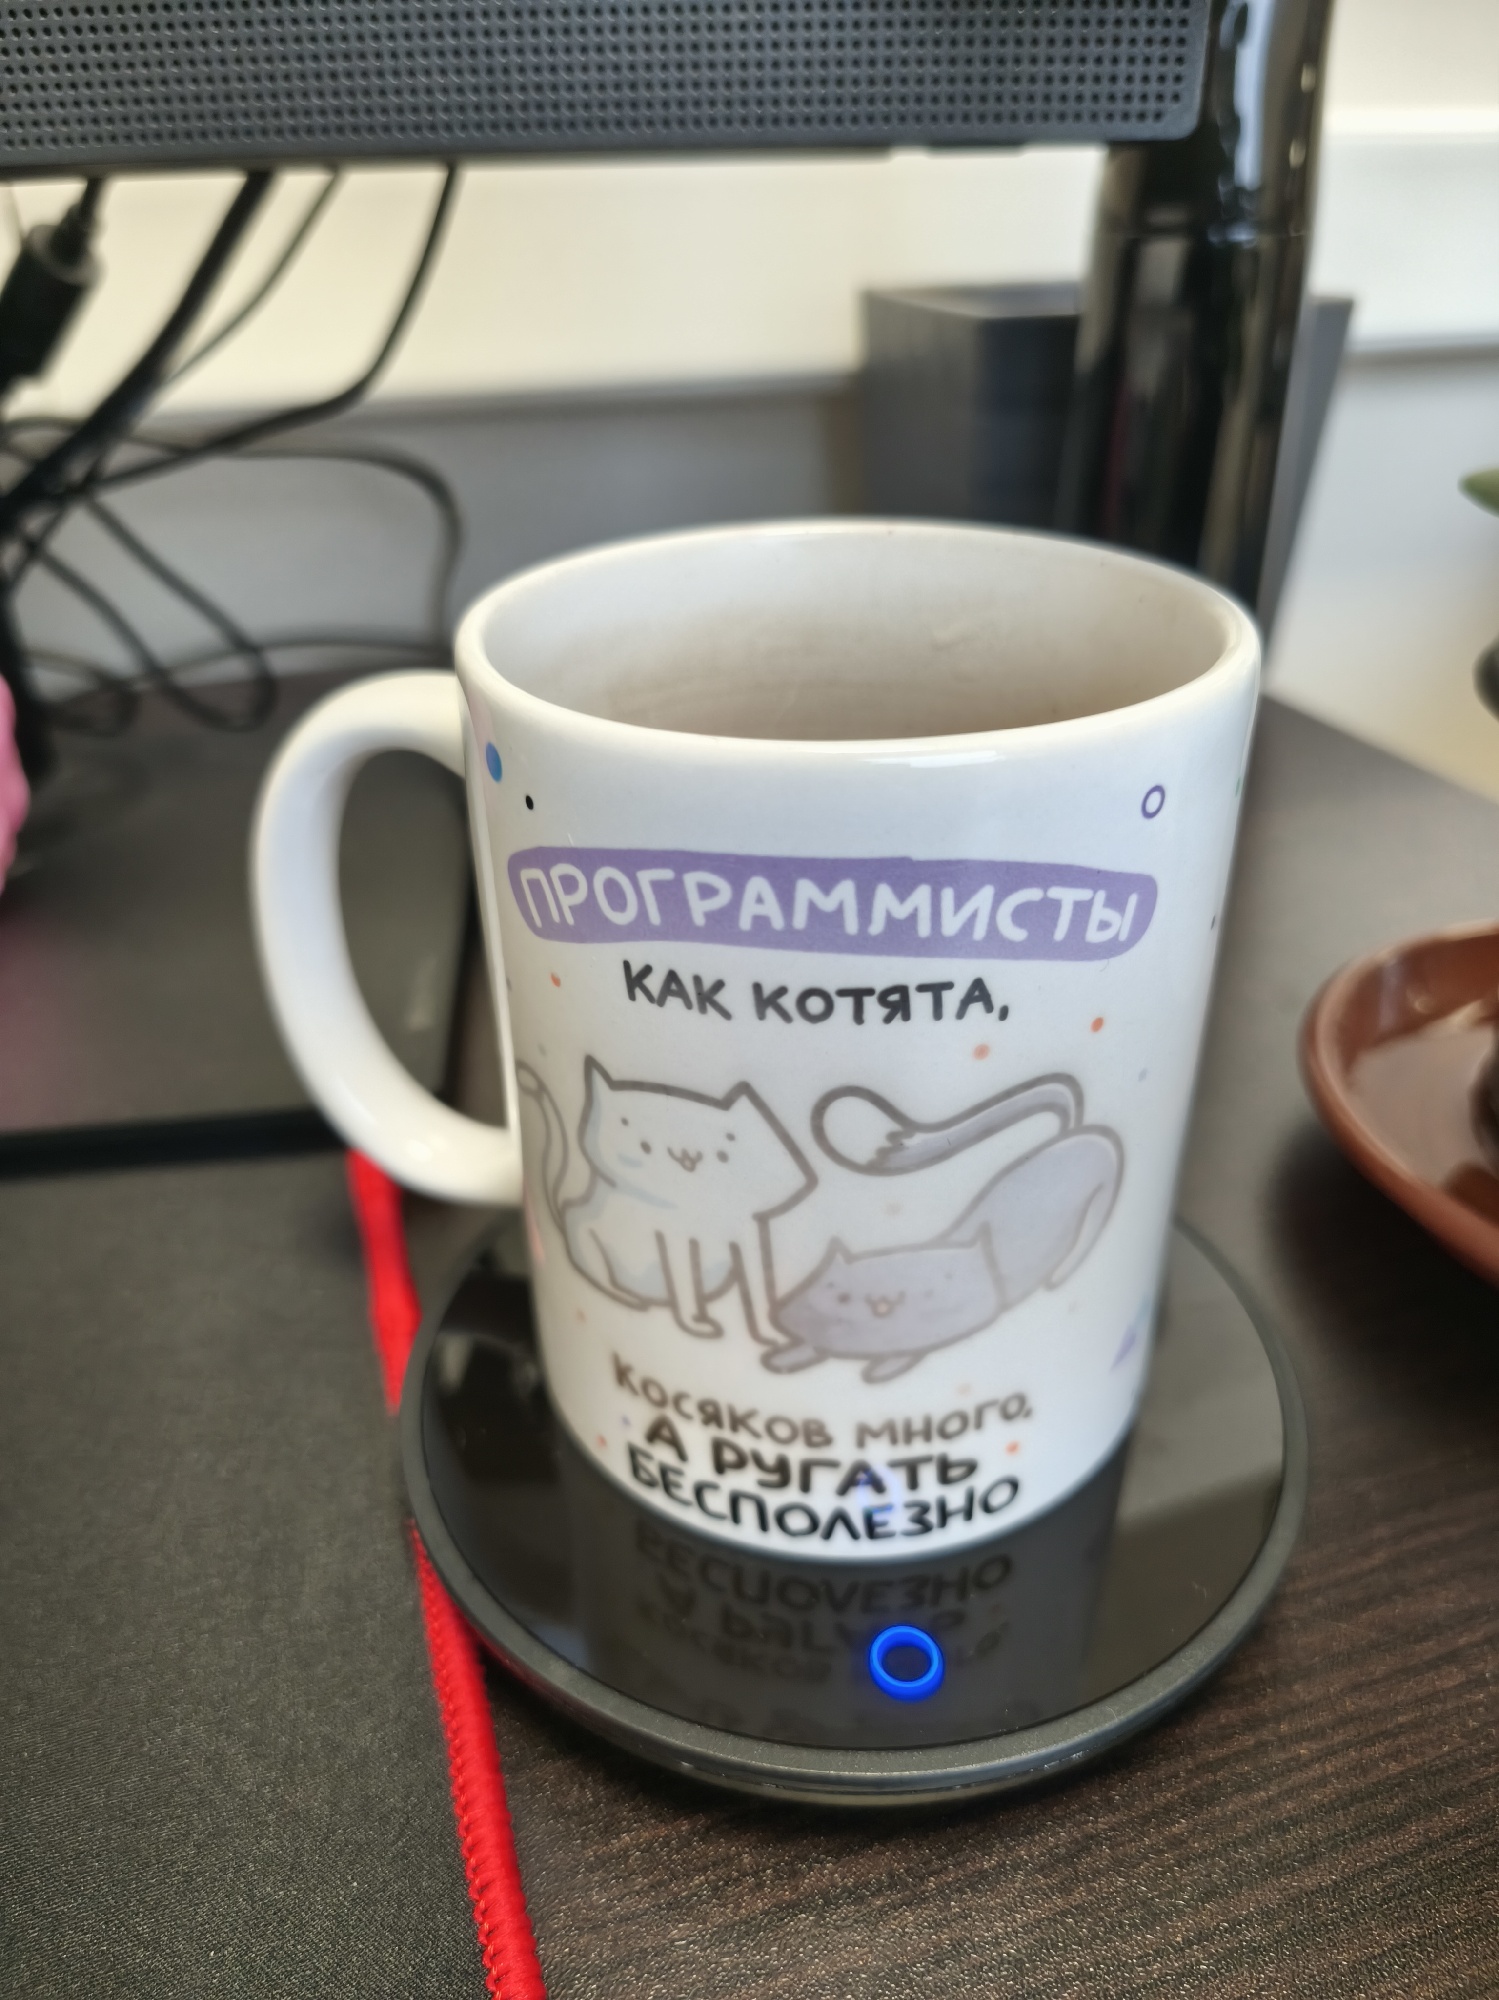 ПРОГРАММИСТЫ
КАК КОТЯТА,
КОСЯКОВ МНОГО,
А РУГАТЬ
БЕСПОЛЕЗНО